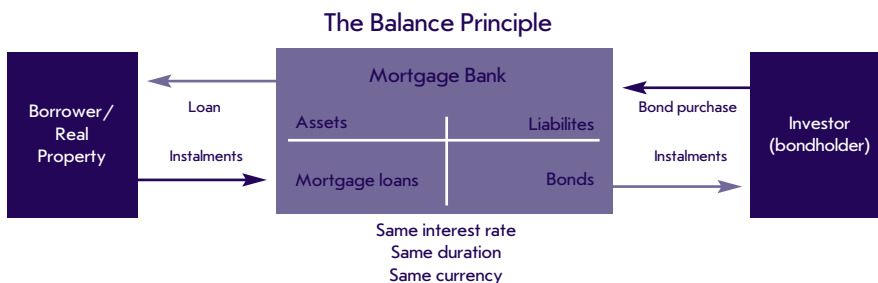 The Balance Principle
Borrower/
Real
Property
Loan
Instalments
Mortgage Bank
Assets
Liabilites
Mortgage loans
Bonds
Bond purchase
Instalments
Investor
(bondholder)
Same interest rate
Same duration
Same currency